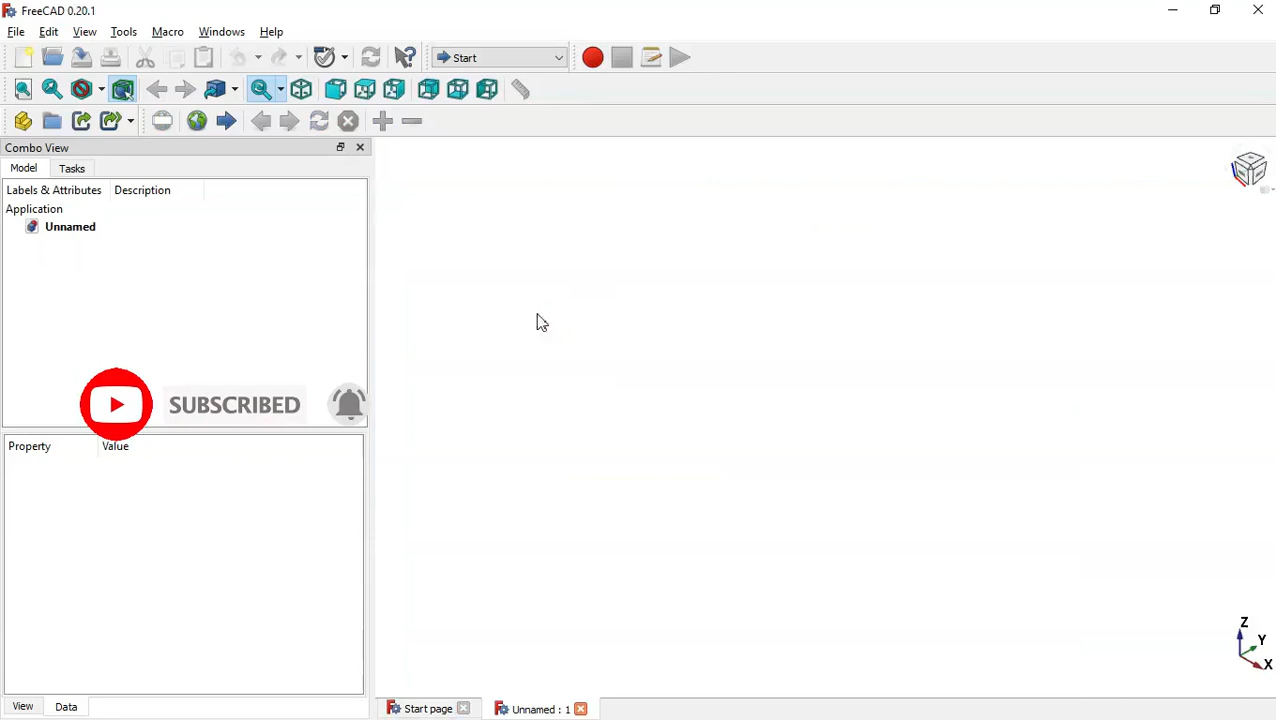 FreeCAD 0.20.1
File Edit View Tools Macro Windows Help
Start
Combo View
Model Tasks
Labels & Attributes Description
Application
Unnamed
SUBSCRIBED
Property Value
View Data
Start page Unnamed : 1
Z
Y
X